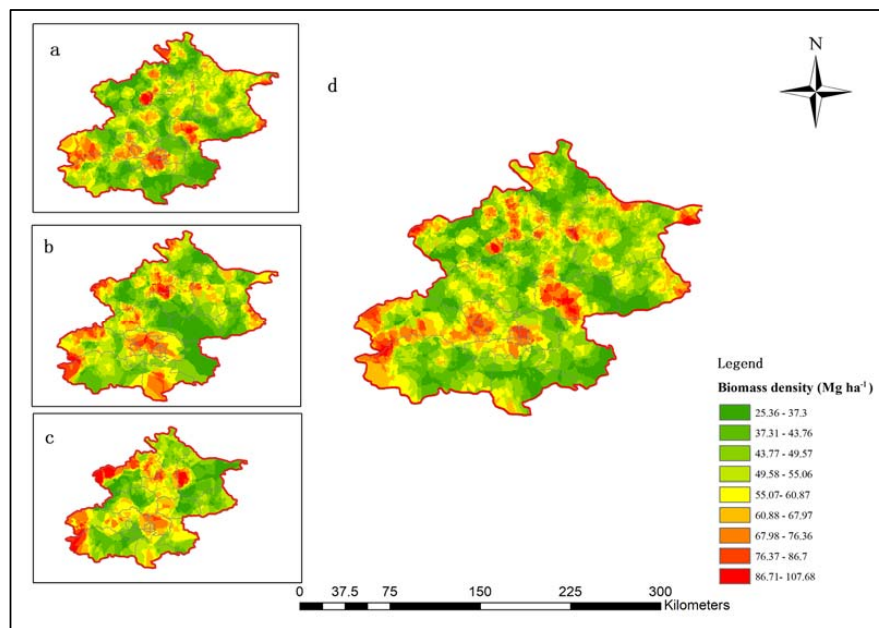 a
b
c
d
N
Legend
Biomass density (Mg ha⁻¹)
25.36 - 37.3
37.31 - 43.76
43.77 - 49.57
49.58 - 55.06
55.07- 60.87
60.88 - 67.97
67.98 - 76.36
76.37 - 86.7
86.71- 107.68
0 37.5 75 150 225 300
Kilometers